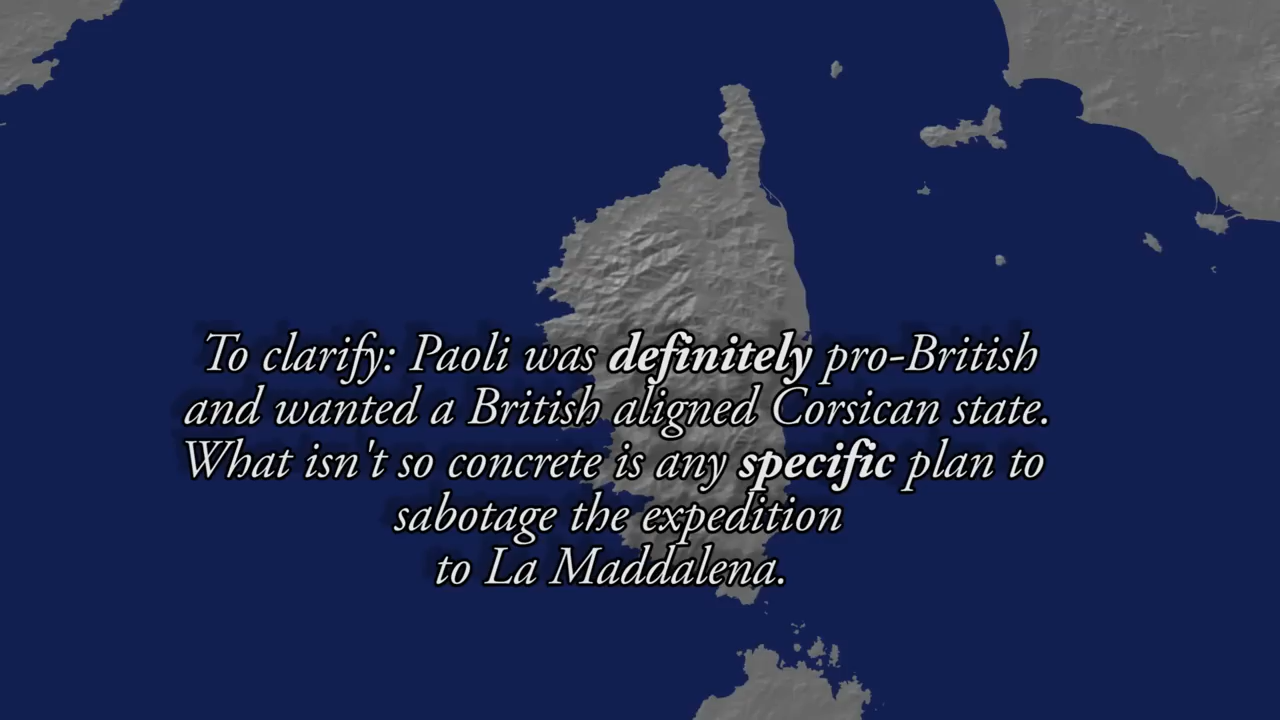 To clarify: Paoli was definitely pro-British
and wanted a British aligned Corsican state.
What isn't so concrete is any specific plan to
sabotage the expedition
to La Maddalena.